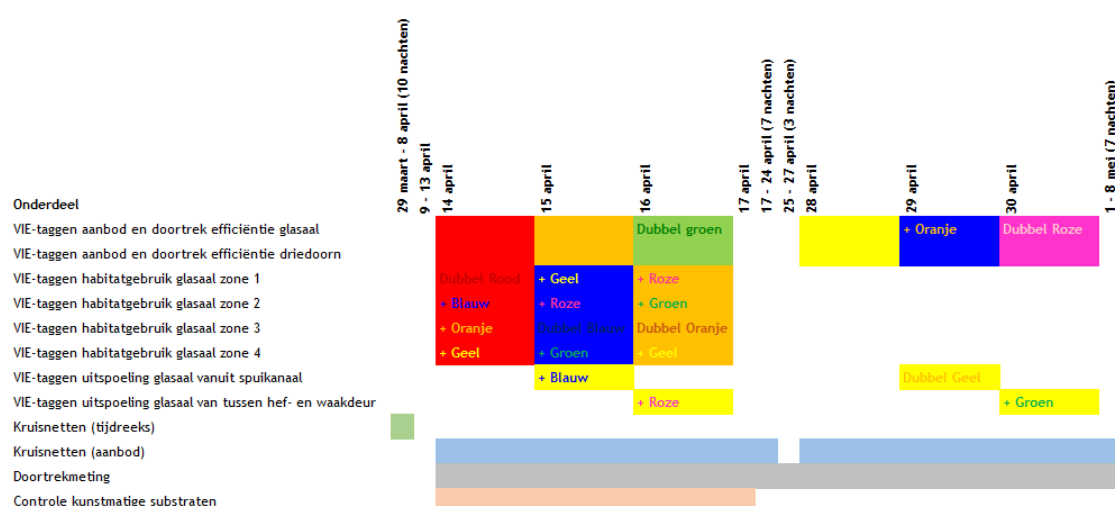 29 maart - 8 april (10 nachten)
9 - 13 april
14 april
15 april
16 april
17 april
17 - 24 april (7 nachten)
25 - 27 april (3 nachten)
28 april
29 april
30 april
1 - 8 mei (7 nachten)
Onderdeel
VIE-taggen aanbod en doortrek efficiëntie glasaal Dubbel groen + Oranje Dubbel Roze
VIE-taggen aanbod en doortrek efficiëntie driedoorn
VIE-taggen habitatgebruik glasaal zone 1 Dubbel Rood + Geel + Roze
VIE-taggen habitatgebruik glasaal zone 2 + Blauw + Roze + Groen
VIE-taggen habitatgebruik glasaal zone 3 + Oranje Dubbel Blauw Dubbel Oranje
VIE-taggen habitatgebruik glasaal zone 4 + Geel + Groen + Geel
VIE-taggen uitspoeling glasaal vanuit spuikanaal + Blauw Dubbel Geel
VIE-taggen uitspoeling glasaal van tussen hef- en waakdeur + Roze + Groen
Kruisnetten (tijdreeks)
Kruisnetten (aanbod)
Doortrekmeting
Controle kunstmatige substraten